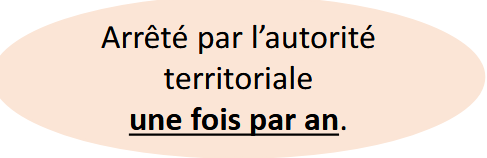 Arrêté par l’autorité
territoriale
une fois par an.